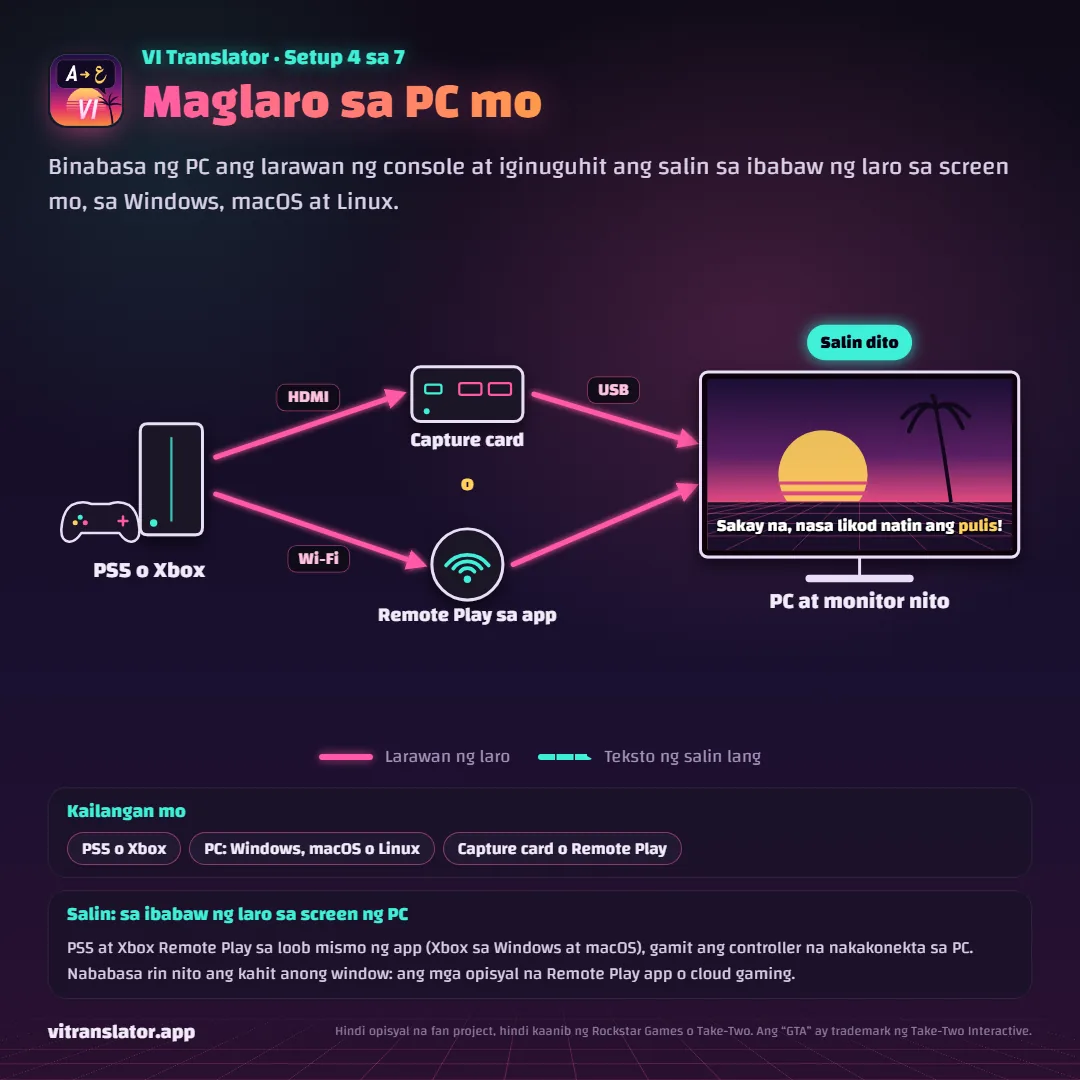 VI Translator · Setup 4 sa 7
A→ع
VI
Maglaro sa PC mo
Binabasa ng PC ang larawan ng console at iginuguhit ang salin sa ibabaw ng laro sa screen
mo, sa Windows, macOS at Linux.
Salin dito
HDMI
USB
Capture card
o
Sakay na, nasa likod natin ang pulis!
Wi-Fi
PS5 o Xbox
PC at monitor nito
Remote Play sa app
Larawan ng laro
Teksto ng salin lang
Kailangan mo
PS5 o Xbox
PC: Windows, macOS o Linux
Capture card o Remote Play
Salin: sa ibabaw ng laro sa screen ng PC
PS5 at Xbox Remote Play sa loob mismo ng app (Xbox sa Windows at macOS), gamit ang controller na nakakonekta sa PC.
Nababasa rin nito ang kahit anong window: ang mga opisyal na Remote Play app o cloud gaming.
vitranslator.app
Hindi opisyal na fan project, hindi kaanib ng Rockstar Games o Take-Two. Ang “GTA” ay trademark ng Take-Two Interactive.